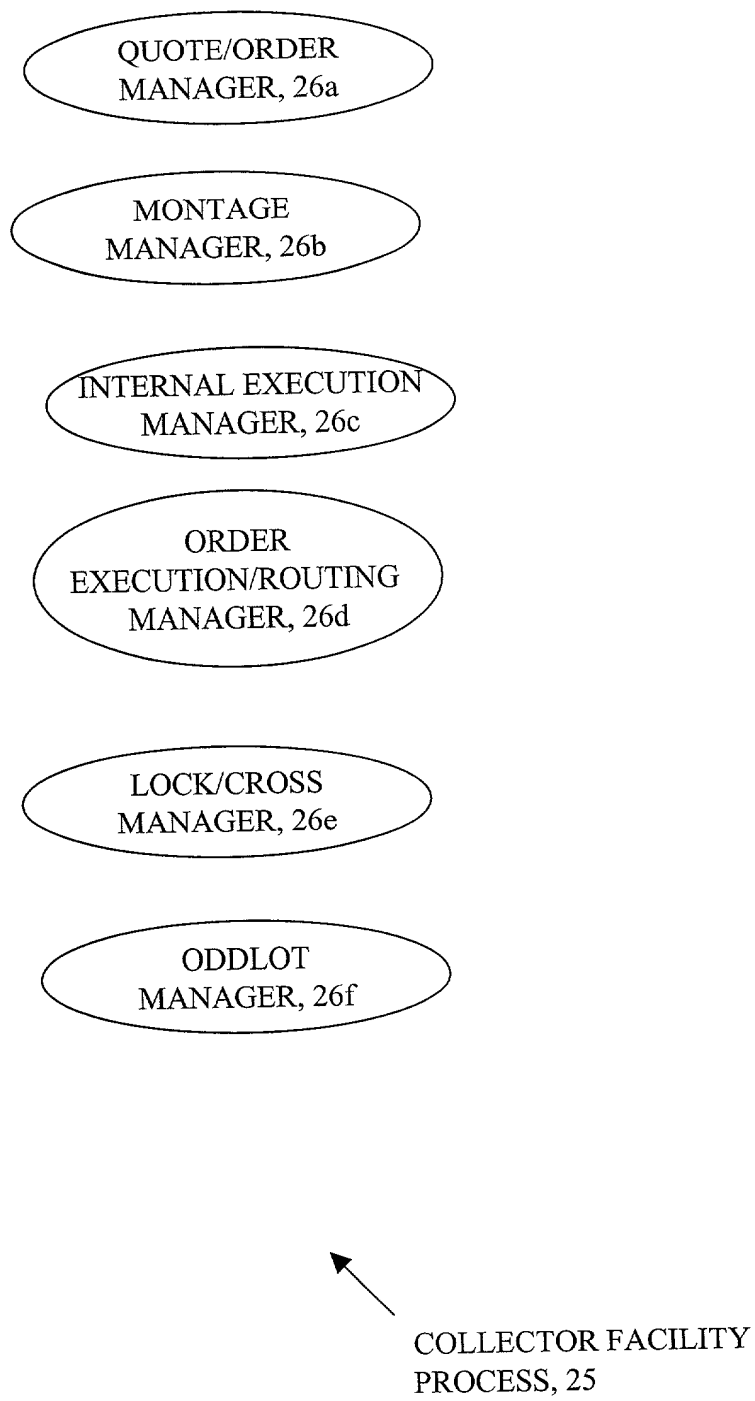 QUOTE/ORDER
MANAGER, 26a
MONTAGE
MANAGER, 26b
INTERNAL EXECUTION
MANAGER, 26c
ORDER
EXECUTION/ROUTING
MANAGER, 26d
LOCK/CROSS
MANAGER, 26e
ODDLOT
MANAGER, 26f
COLLECTOR FACILITY
PROCESS, 25